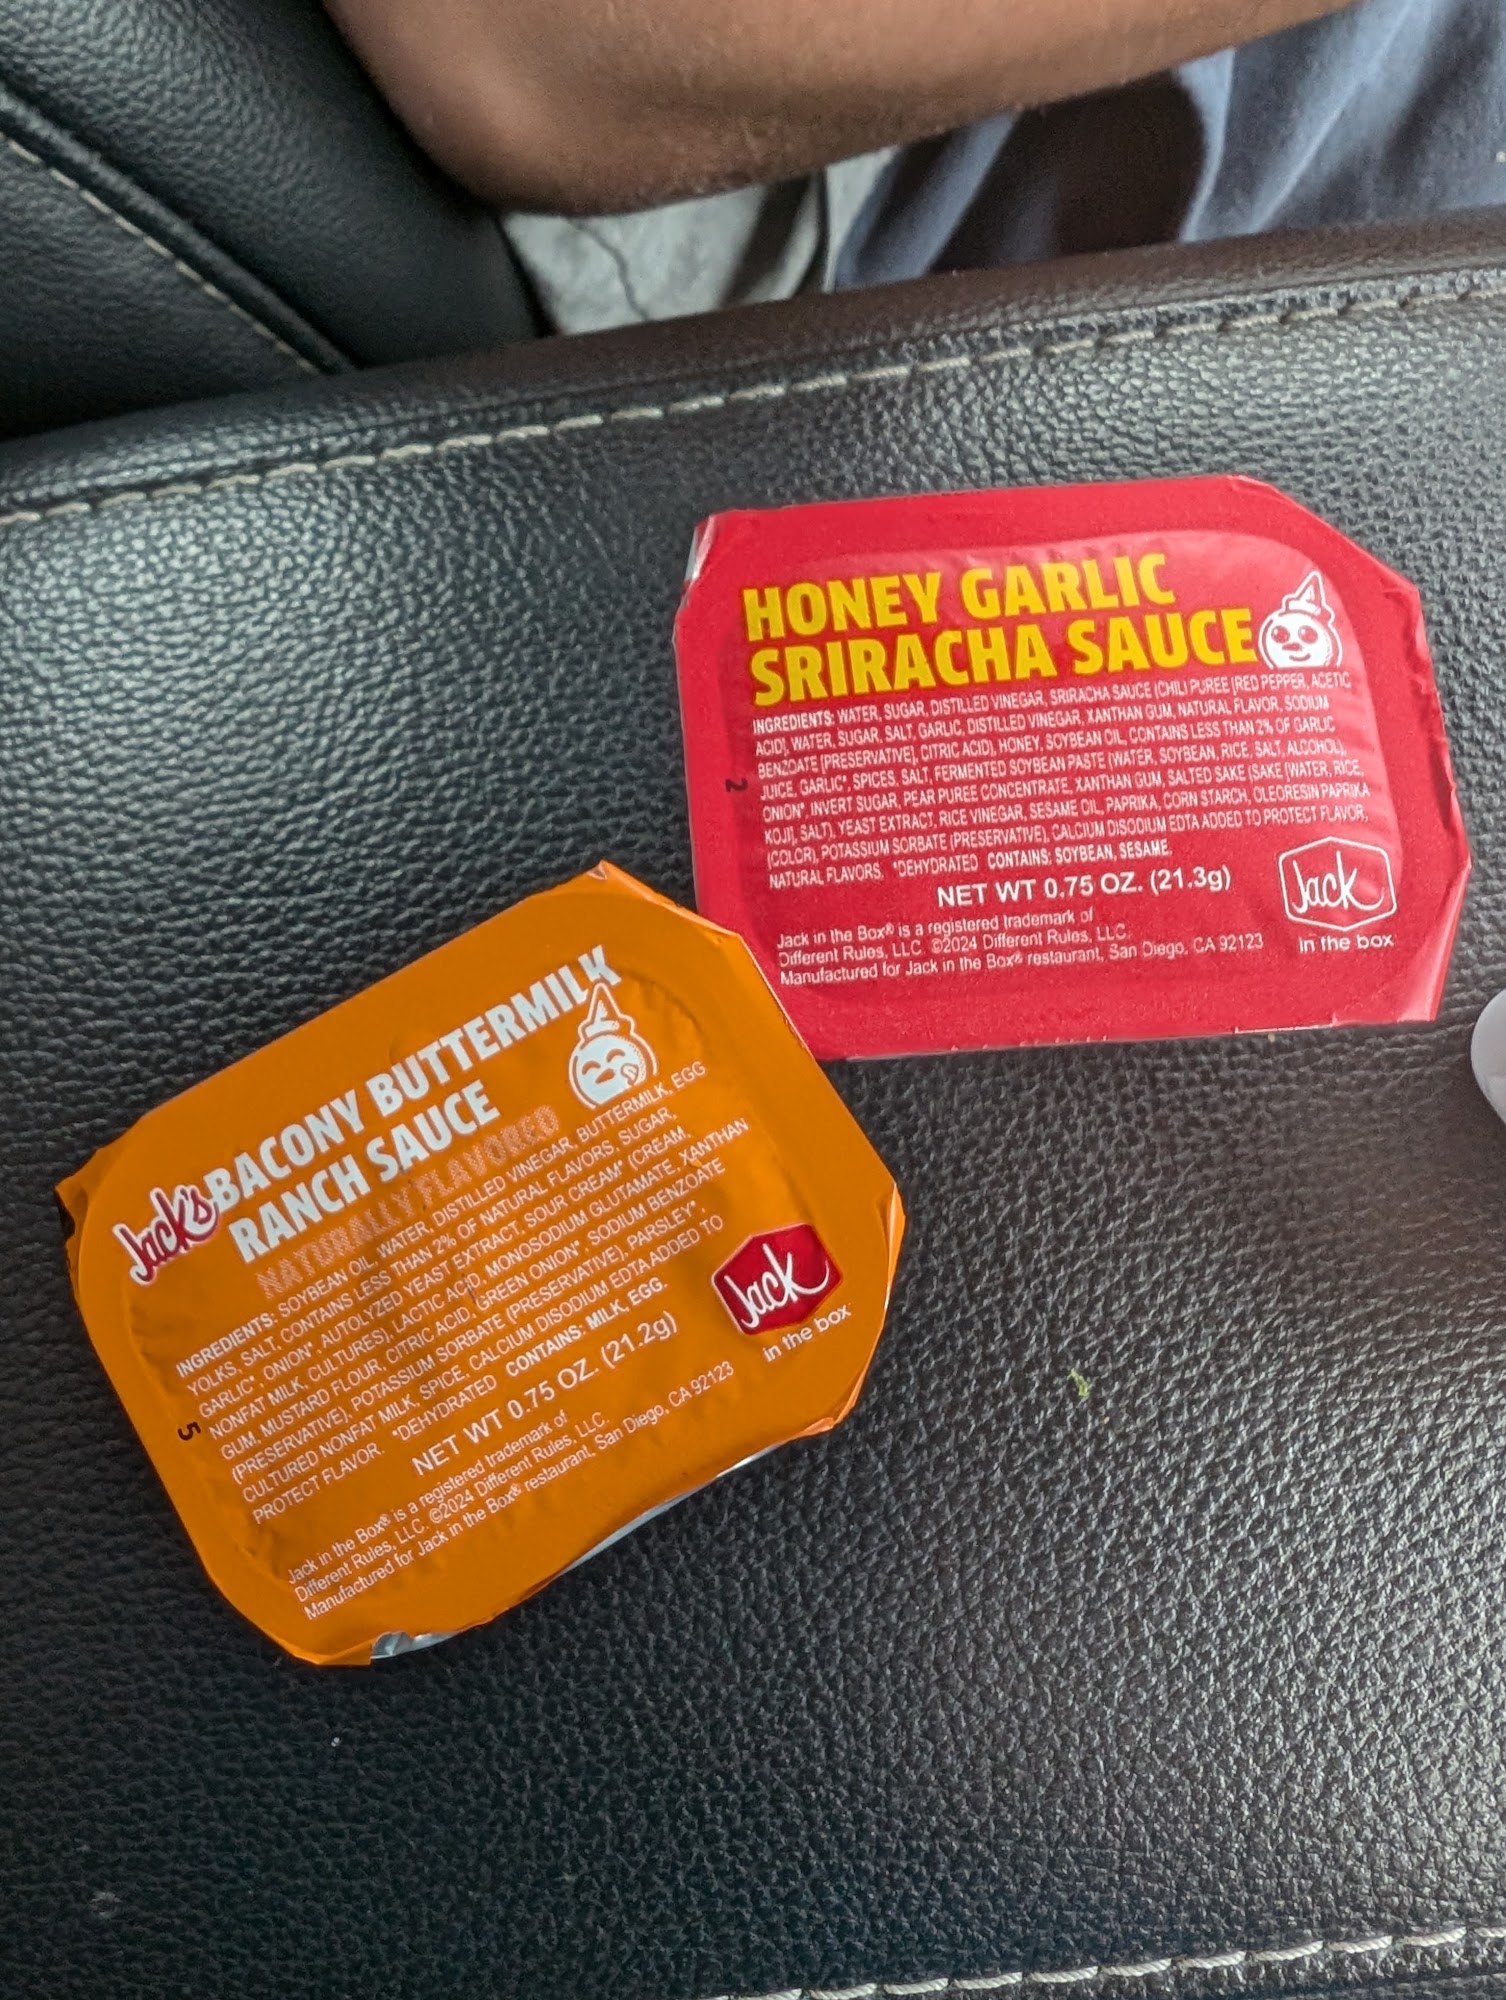 HONEY GARLIC
SRIRACHA SAUCE
INGREDIENTS: WATER, SUGAR, DISTILLED VINEGAR, SRIRACHA SAUCE (CHILI PUREE [RED PEPPER, ACETIC
ACID], WATER, SUGAR, SALT, GARLIC, DISTILLED VINEGAR, XANTHAN GUM, NATURAL FLAVOR, SODIUM
BENZOATE [PRESERVATIVE], CITRIC ACID), HONEY, SOYBEAN OIL, CONTAINS LESS THAN 2% OF GARLIC
JUICE, GARLIC*, SPICES, SALT, FERMENTED SOYBEAN PASTE (WATER, SOYBEAN, RICE, SALT, ALCOHOL),
ONION*, INVERT SUGAR, PEAR PUREE CONCENTRATE, XANTHAN GUM, SALTED SAKE (SAKE [WATER, RICE,
KOJI], SALT), YEAST EXTRACT, RICE VINEGAR, SESAME OIL, PAPRIKA, CORN STARCH, OLEORESIN PAPRIKA
(COLOR), POTASSIUM SORBATE (PRESERVATIVE), CALCIUM DISODIUM EDTA ADDED TO PROTECT FLAVOR,
NATURAL FLAVORS. *DEHYDRATED CONTAINS: SOYBEAN, SESAME.
NET WT 0.75 OZ. (21.3g)
Jack in the Box® is a registered trademark of
Different Rules, LLC. ©2024 Different Rules, LLC.
Manufactured for Jack in the Box® restaurant, San Diego, CA 92123
2
Jack
in the box
Jack's BACONY BUTTERMILK
RANCH SAUCE
NATURALLY FLAVORED
INGREDIENTS: SOYBEAN OIL, WATER, DISTILLED VINEGAR, BUTTERMILK, EGG
YOLKS, SALT, CONTAINS LESS THAN 2% OF NATURAL FLAVORS, SUGAR,
GARLIC*, ONION*, AUTOLYZED YEAST EXTRACT, SOUR CREAM* (CREAM,
NONFAT MILK, CULTURES), LACTIC ACID, MONOSODIUM GLUTAMATE, XANTHAN
GUM, MUSTARD FLOUR, CITRIC ACID, GREEN ONION*, SODIUM BENZOATE
(PRESERVATIVE), POTASSIUM SORBATE (PRESERVATIVE), PARSLEY*,
CULTURED NONFAT MILK, SPICE, CALCIUM DISODIUM EDTA ADDED TO
PROTECT FLAVOR. *DEHYDRATED CONTAINS: MILK, EGG.
NET WT 0.75 OZ. (21.2g)
Jack in the Box® is a registered trademark of
Different Rules, LLC. ©2024 Different Rules, LLC.
Manufactured for Jack in the Box® restaurant, San Diego, CA 92123
5
Jack
in the box